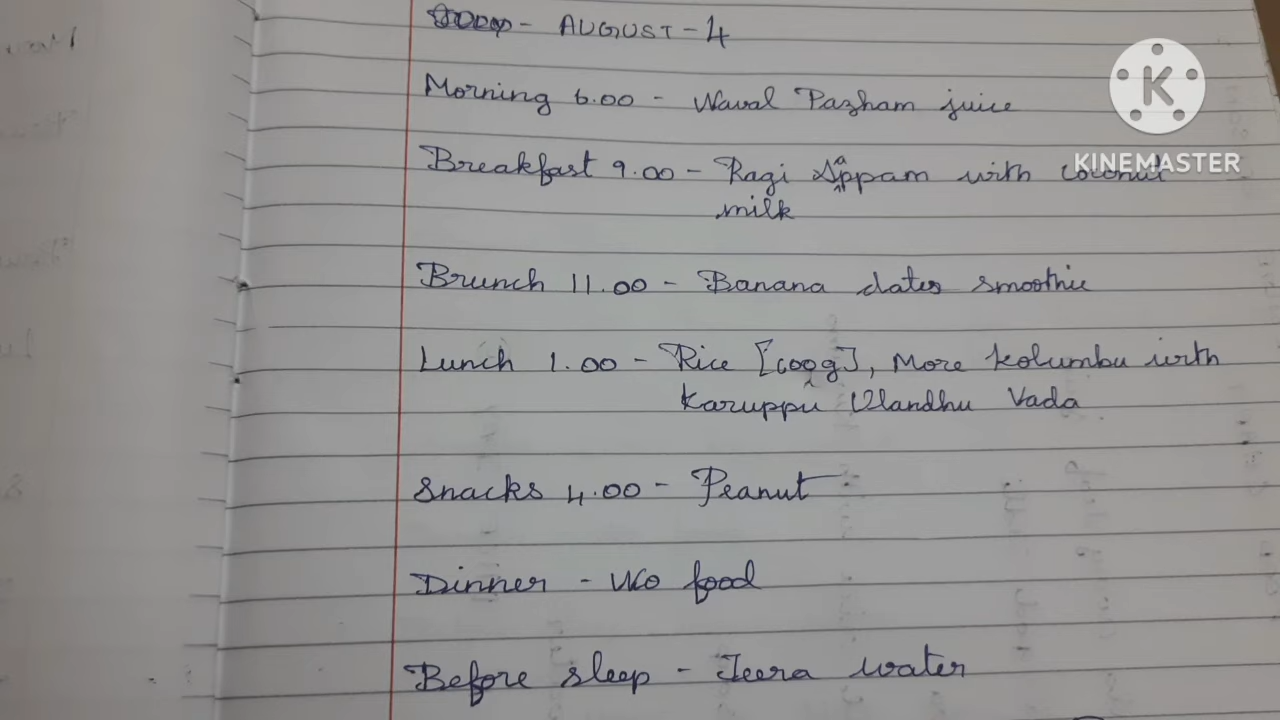 - AUGUST - 4
Morning 6.00 - Naval Pazham juice
KINEMASTER
Breakfast 9.00 - Ragi Aappam with coconut
milk
Brunch 11.00 - Banana dates smoothie
Lunch 1.00 - Rice [100g], More kolumbu with
Karuppu Ulandhu Vada
Snacks 4.00 - Peanut
Dinner - No food
Before sleep - Jeera water